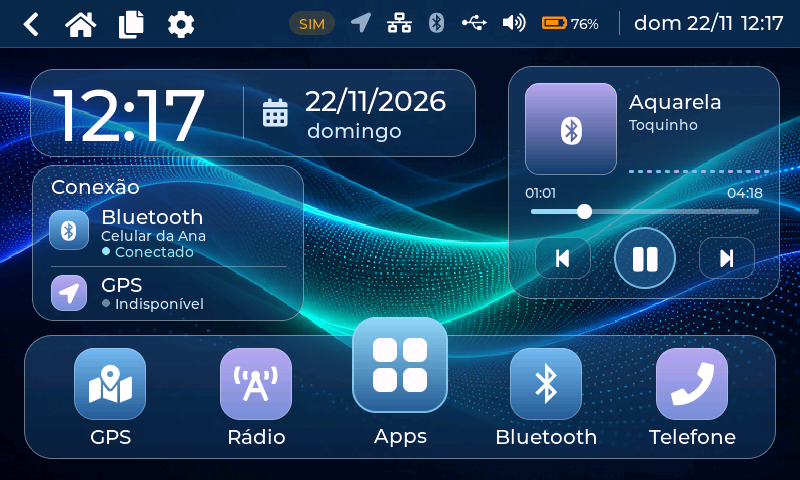 SIM
76%
dom 22/11 12:17
12:17
22/11/2026
domingo
Aquarela
Toquinho
01:01
04:18
Conexão
Bluetooth
Celular da Ana
Conectado
GPS
Indisponível
GPS
Rádio
Apps
Bluetooth
Telefone